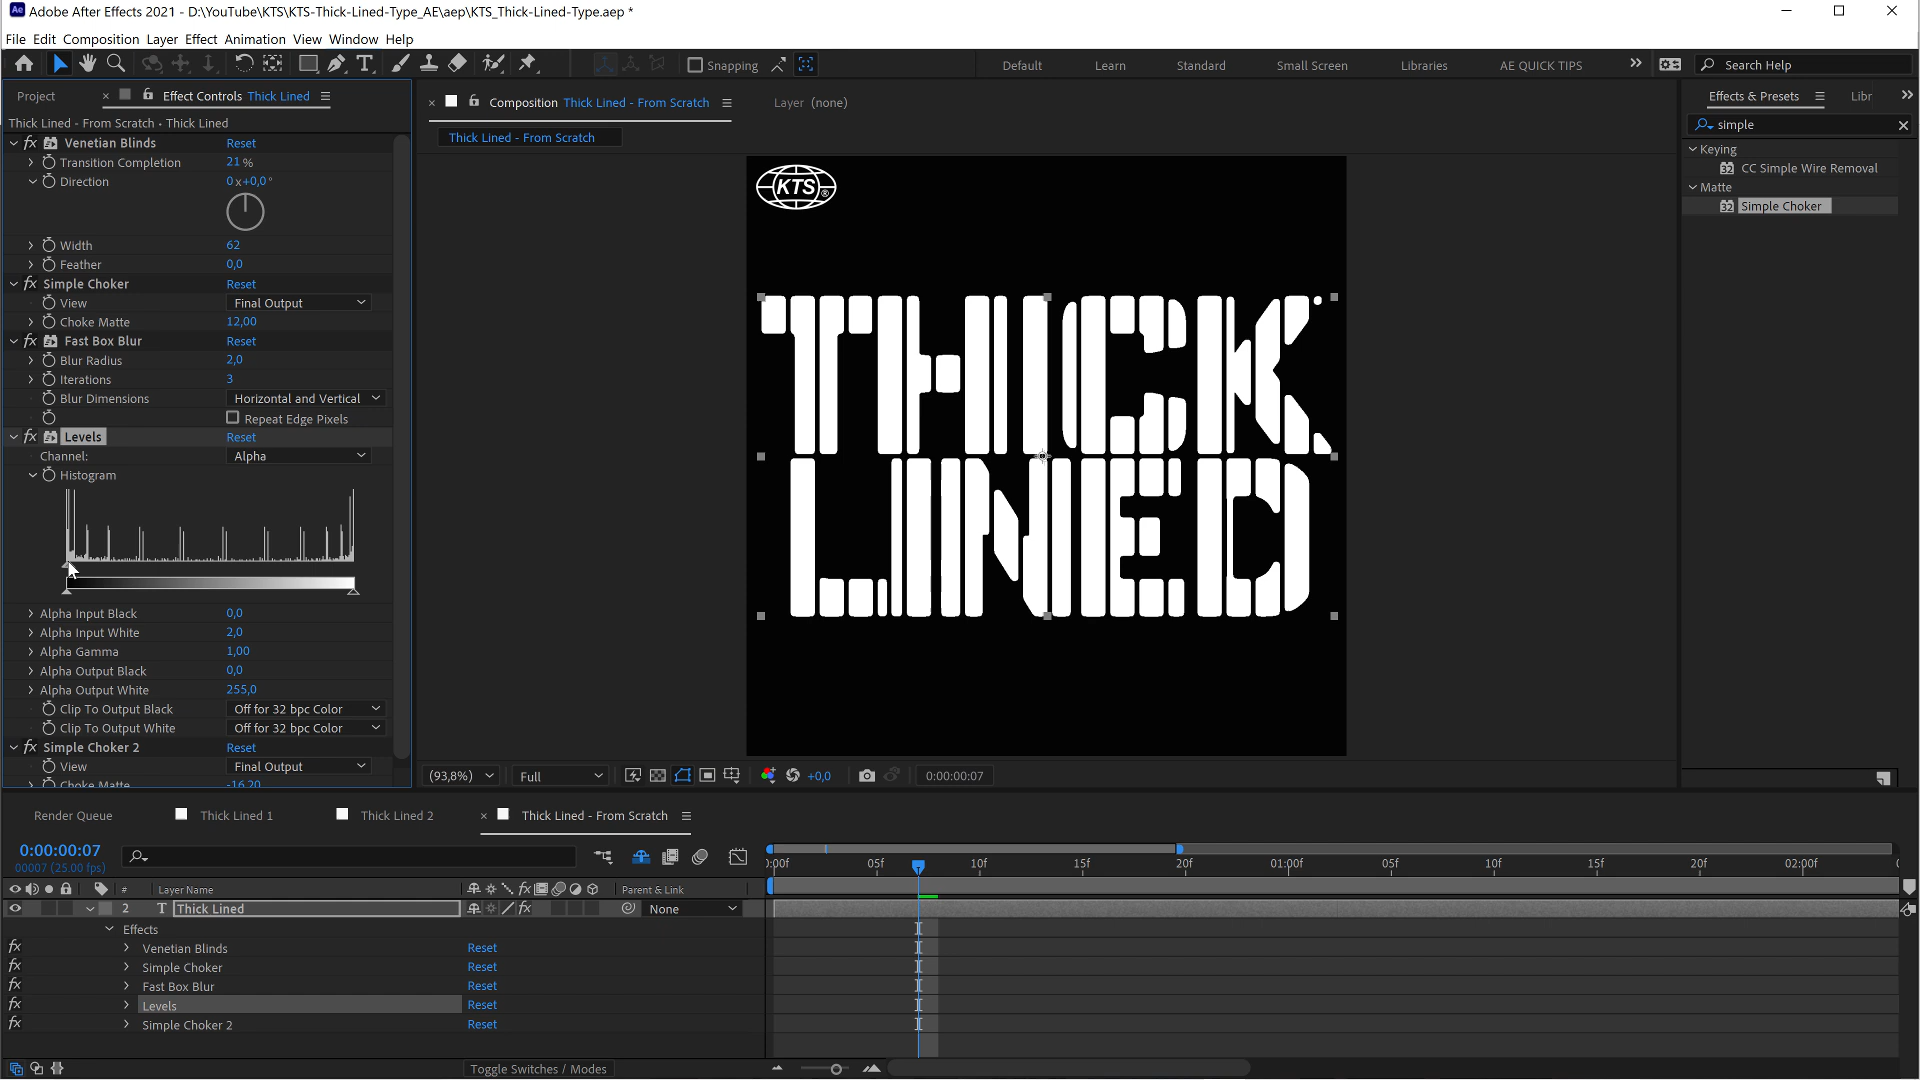 Adobe After Effects 2021 - D:\YouTube\KTS\KTS-Thick-Lined-Type_AE\aep\KTS_Thick-Lined-Type.aep *
File Edit Composition Layer Effect Animation View Window Help
Snapping
Default Learn Standard Small Screen Libraries AE QUICK TIPS
Search Help
Project
Effect Controls Thick Lined
Thick Lined - From Scratch • Thick Lined
Venetian Blinds Reset
Transition Completion 21 %
Direction 0 x+0,0 °
Width 62
Feather 0,0
Simple Choker Reset
View Final Output
Choke Matte 12,00
Fast Box Blur Reset
Blur Radius 2,0
Iterations 3
Blur Dimensions Horizontal and Vertical
Repeat Edge Pixels
Levels Reset
Channel: Alpha
Histogram
Alpha Input Black 0,0
Alpha Input White 2,0
Alpha Gamma 1,00
Alpha Output Black 0,0
Alpha Output White 255,0
Clip To Output Black Off for 32 bpc Color
Clip To Output White Off for 32 bpc Color
Simple Choker 2 Reset
View Final Output
Choke Matte -16,20
Composition Thick Lined - From Scratch
Layer (none)
Thick Lined - From Scratch
KTS ®
THICK
LINED
(93,8%) Full +0,0 0:00:00:07
Effects & Presets Libr
simple
Keying
32 CC Simple Wire Removal
Matte
32 Simple Choker
Render Queue Thick Lined 1 Thick Lined 2 Thick Lined - From Scratch
0:00:00:07
00007 (25.00 fps)
):00f 05f 10f 15f 20f 01:00f 05f 10f 15f 20f 02:00f
# Layer Name Parent & Link
2 T Thick Lined None
Effects
fx Venetian Blinds Reset
fx Simple Choker Reset
fx Fast Box Blur Reset
fx Levels Reset
fx Simple Choker 2 Reset
Toggle Switches / Modes